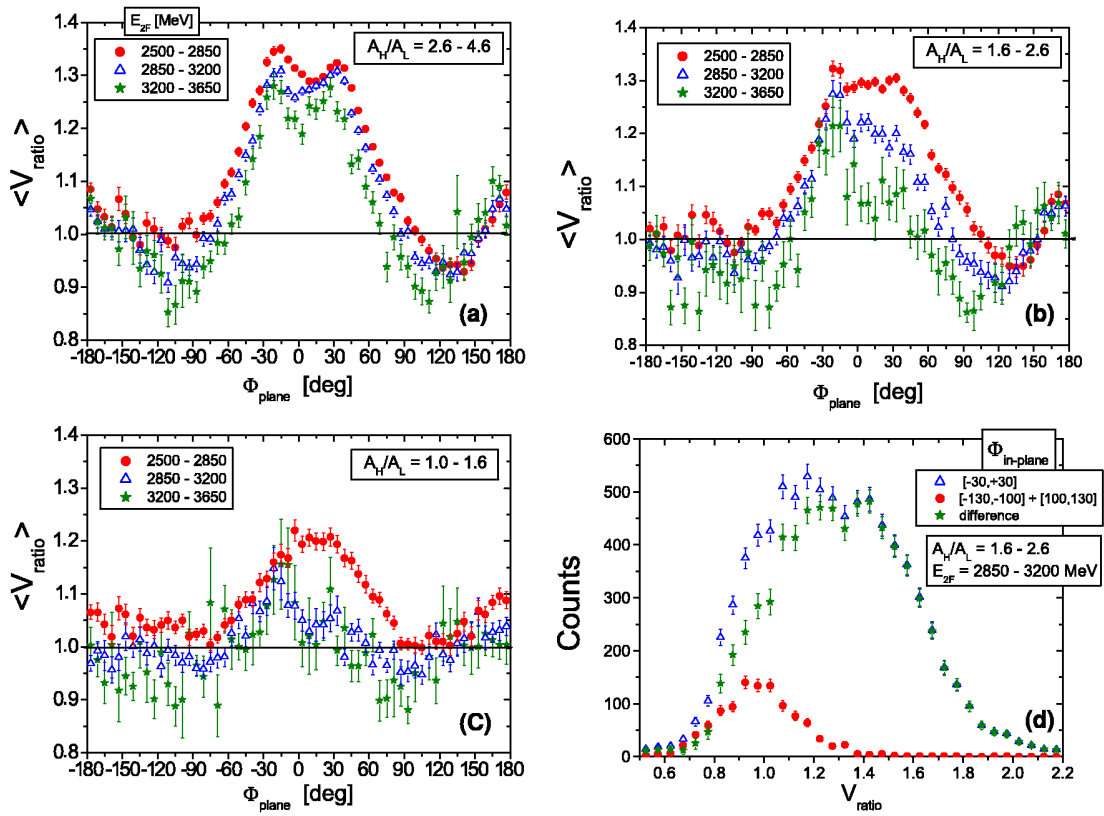 E2F [MeV]
2500 - 2850
2850 - 3200
3200 - 3650
AH/AL = 2.6 - 4.6
<Vratio>
1.4
1.3
1.2
1.1
1.0
0.9
0.8
(a)
-180 -150 -120 -90 -60 -30 0 30 60 90 120 150 180
Φplane [deg]
2500 - 2850
2850 - 3200
3200 - 3650
AH/AL = 1.6 - 2.6
<Vratio>
1.4
1.3
1.2
1.1
1.0
0.9
0.8
(b)
-180 -150 -120 -90 -60 -30 0 30 60 90 120 150 180
Φplane [deg]
2500 - 2850
2850 - 3200
3200 - 3650
AH/AL = 1.0 - 1.6
<Vratio>
1.4
1.3
1.2
1.1
1.0
0.9
0.8
(C)
-180 -150 -120 -90 -60 -30 0 30 60 90 120 150 180
Φplane [deg]
Φin-plane
[-30,+30]
[-130,-100] + [100,130]
difference
AH/AL = 1.6 - 2.6
E2F = 2850 - 3200 MeV
Counts
600
500
400
300
200
100
0
(d)
0.6 0.8 1.0 1.2 1.4 1.6 1.8 2.0 2.2
Vratio